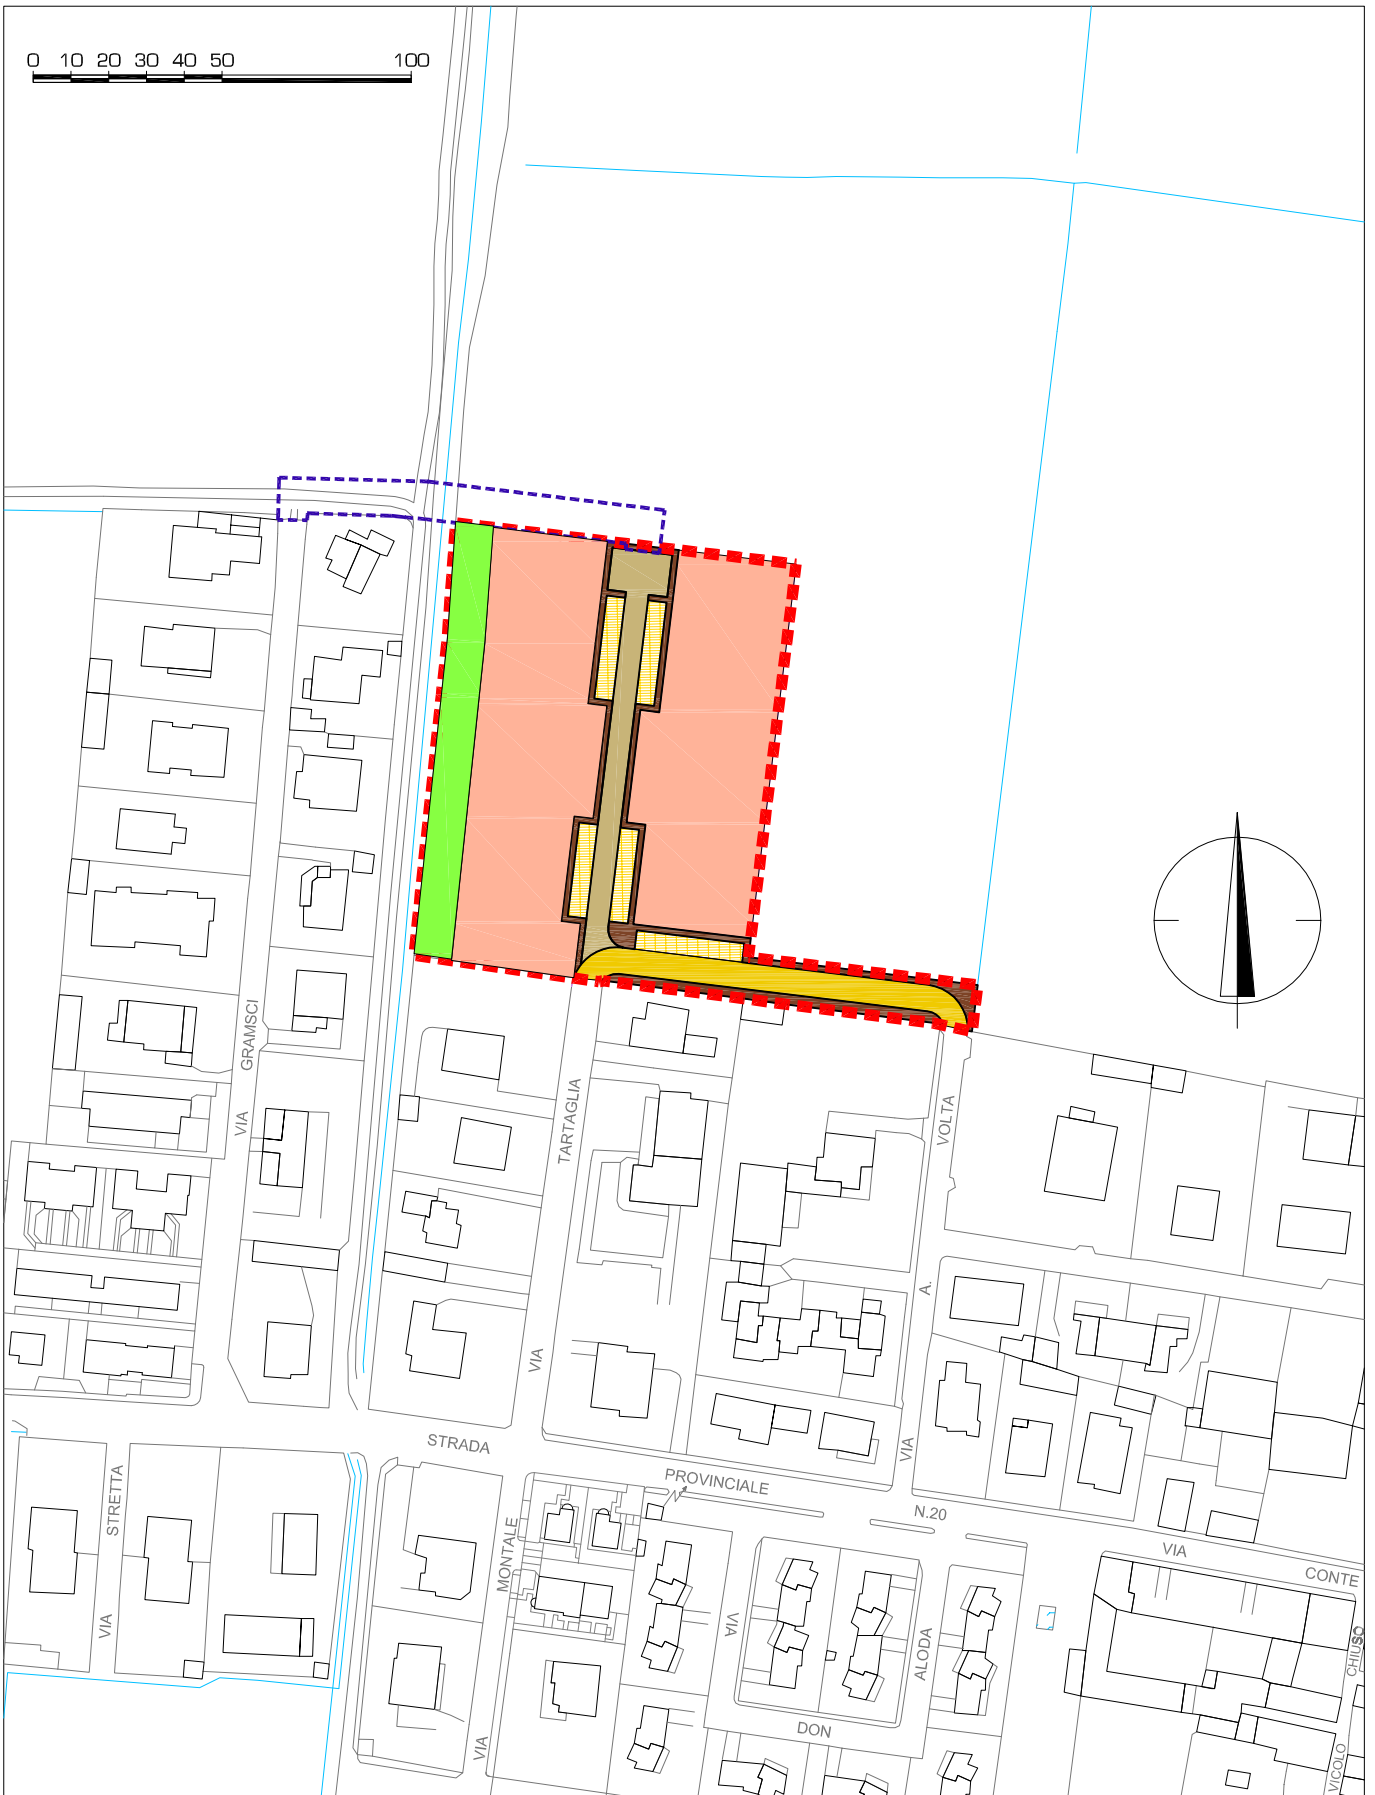 0 10 20 30 40 50 100
VIA GRAMSCI
VIA TARTAGLIA
VIA A. VOLTA
STRADA PROVINCIALE N.20
VIA CONTE
VIA STRETTA
VIA MONTALE
VIA DON ALODA
VICOLO CHIUSO